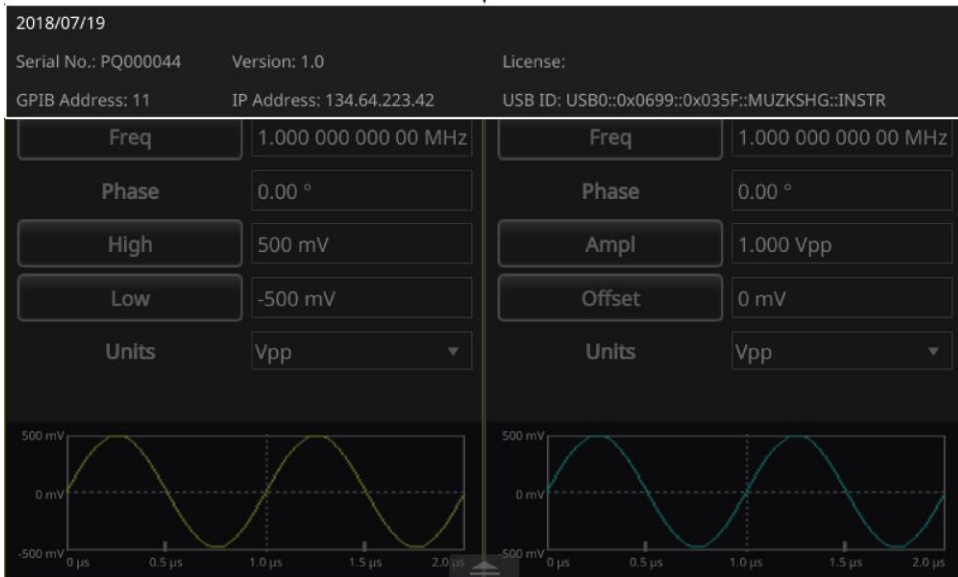 2018/07/19
Serial No.: PQ000044 Version: 1.0 License:
GPIB Address: 11 IP Address: 134.64.223.42 USB ID: USB0::0x0699::0x035F::MUZKSHG::INSTR
Freq 1.000 000 000 00 MHz Freq 1.000 000 000 00 MHz
Phase 0.00 ° Phase 0.00 °
High 500 mV Ampl 1.000 Vpp
Low -500 mV Offset 0 mV
Units Vpp Units Vpp
500 mV 500 mV
0 mV 0 mV
-500 mV -500 mV
0 µs 0.5 µs 1.0 µs 1.5 µs 2.0 0 µs 0.5 µs 1.0 µs 1.5 µs 2.0 µs